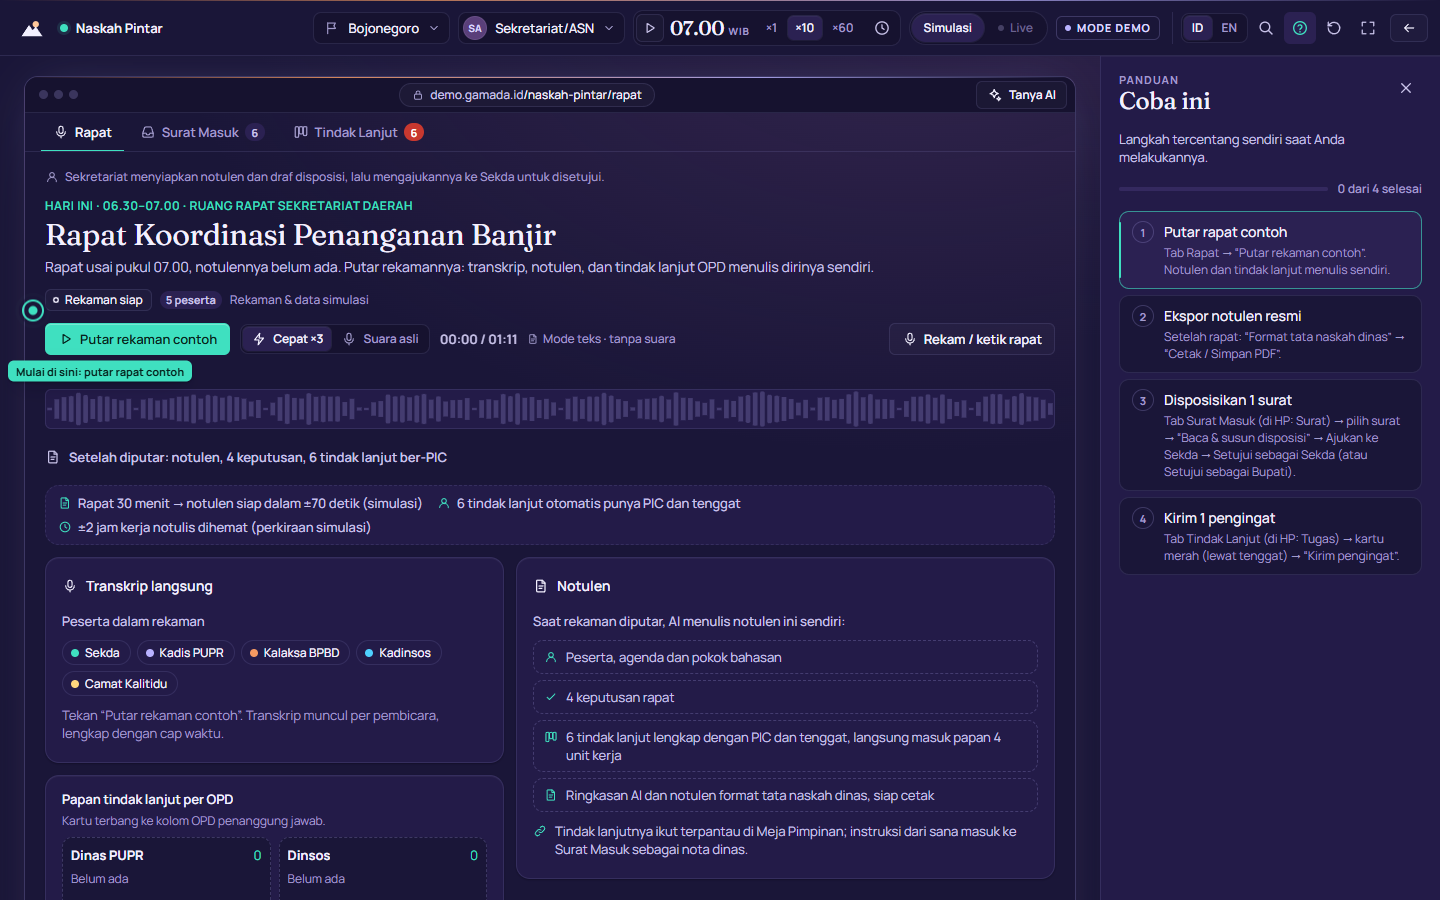 Naskah Pintar
Bojonegoro
SA Sekretariat/ASN
07.00 WIB
×1 ×10 ×60
Simulasi
Live
MODE DEMO
ID EN
demo.gamada.id/naskah-pintar/rapat
Tanya AI
Rapat
Surat Masuk 6
Tindak Lanjut 6
Sekretariat menyiapkan notulen dan draf disposisi, lalu mengajukannya ke Sekda untuk disetujui.
HARI INI · 06.30–07.00 · RUANG RAPAT SEKRETARIAT DAERAH
Rapat Koordinasi Penanganan Banjir
Rapat usai pukul 07.00, notulennya belum ada. Putar rekamannya: transkrip, notulen, dan tindak lanjut OPD menulis dirinya sendiri.
Rekaman siap
5 peserta
Rekaman & data simulasi
Putar rekaman contoh
Cepat ×3
Suara asli
00:00 / 01:11
Mode teks · tanpa suara
Rekam / ketik rapat
Mulai di sini: putar rapat contoh
Setelah diputar: notulen, 4 keputusan, 6 tindak lanjut ber-PIC
Rapat 30 menit → notulen siap dalam ±70 detik (simulasi)
6 tindak lanjut otomatis punya PIC dan tenggat
±2 jam kerja notulis dihemat (perkiraan simulasi)
Transkrip langsung
Peserta dalam rekaman
Sekda
Kadis PUPR
Kalaksa BPBD
Kadinsos
Camat Kalitidu
Tekan “Putar rekaman contoh”. Transkrip muncul per pembicara,
lengkap dengan cap waktu.
Papan tindak lanjut per OPD
Kartu terbang ke kolom OPD penanggung jawab.
Dinas PUPR 0
Belum ada
Dinsos 0
Belum ada
Notulen
Saat rekaman diputar, AI menulis notulen ini sendiri:
Peserta, agenda dan pokok bahasan
4 keputusan rapat
6 tindak lanjut lengkap dengan PIC dan tenggat, langsung masuk papan 4
unit kerja
Ringkasan AI dan notulen format tata naskah dinas, siap cetak
Tindak lanjutnya ikut terpantau di Meja Pimpinan; instruksi dari sana masuk ke
Surat Masuk sebagai nota dinas.
PANDUAN
Coba ini
Langkah tercentang sendiri saat Anda
melakukannya.
0 dari 4 selesai
1 Putar rapat contoh
Tab Rapat → “Putar rekaman contoh”.
Notulen dan tindak lanjut menulis sendiri.
2 Ekspor notulen resmi
Setelah rapat: “Format tata naskah dinas” →
“Cetak / Simpan PDF”.
3 Disposisikan 1 surat
Tab Surat Masuk (di HP: Surat) → pilih surat
→ “Baca & susun disposisi” → Ajukan ke
Sekda → Setujui sebagai Sekda (atau
Setujui sebagai Bupati).
4 Kirim 1 pengingat
Tab Tindak Lanjut (di HP: Tugas) → kartu
merah (lewat tenggat) → “Kirim pengingat”.